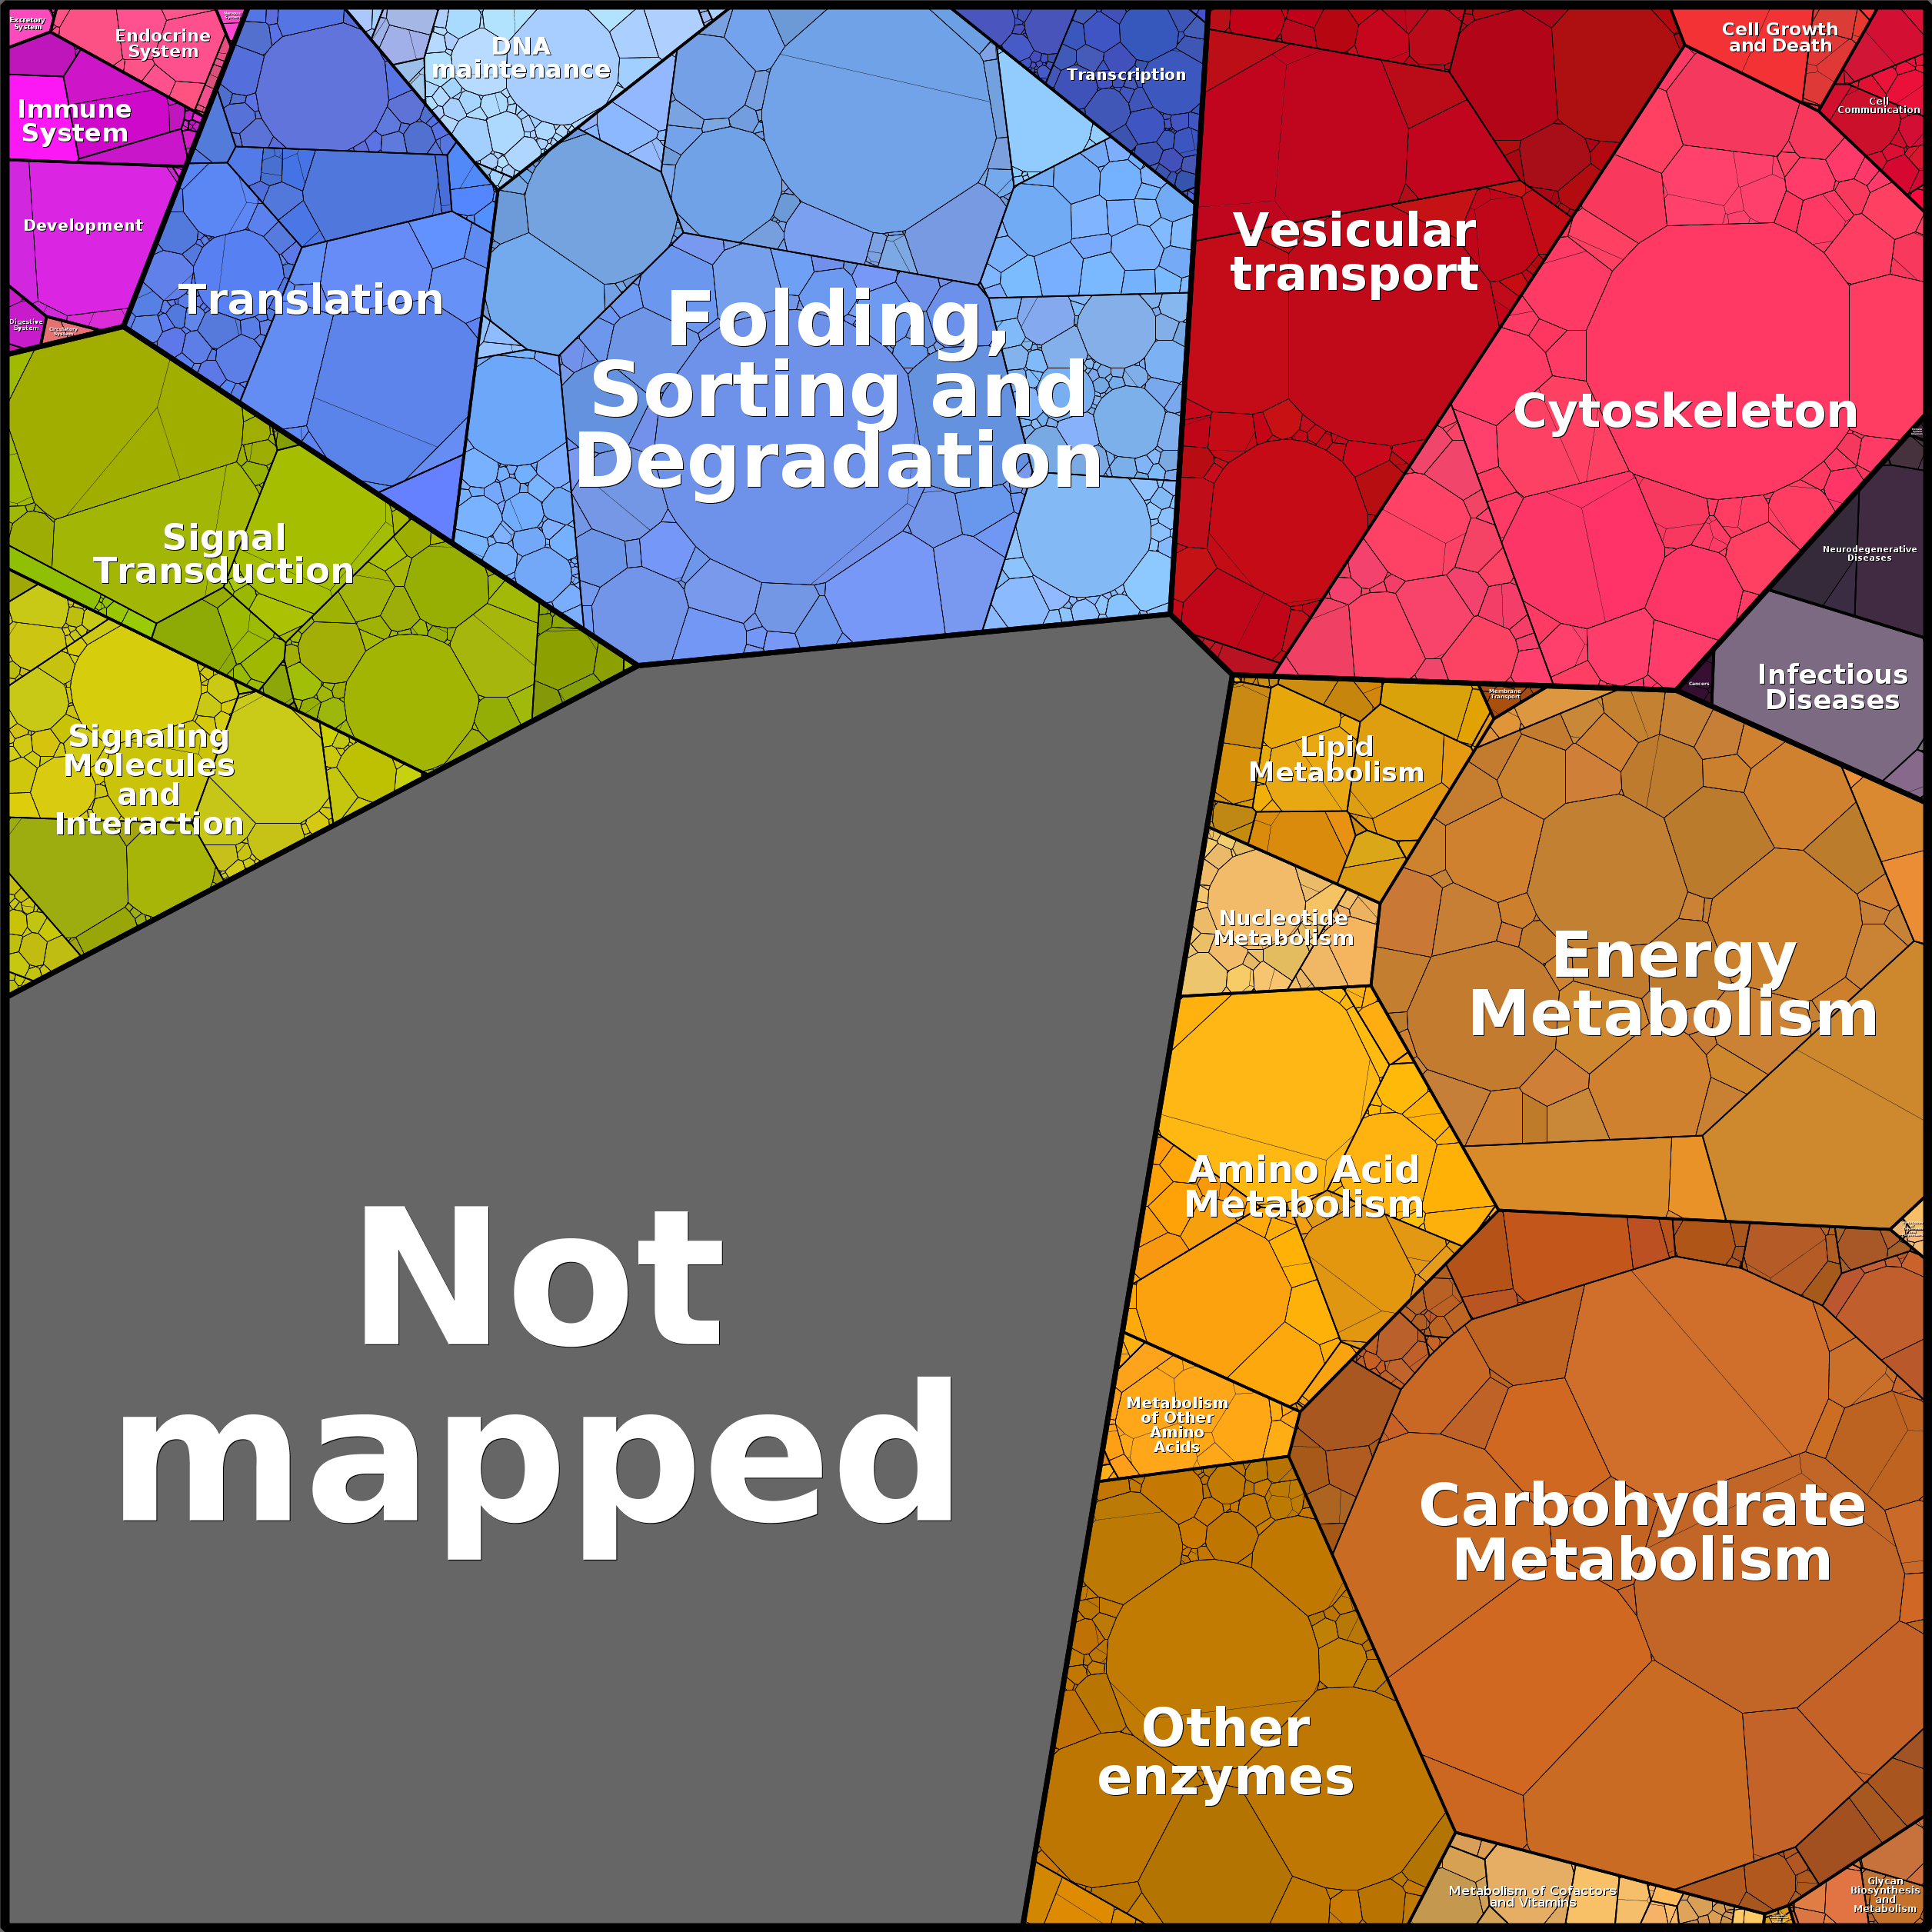 Excretory
System
Endocrine
System
Immune
System
Development
Digestive
System
Circulatory
System
DNA
maintenance
Transcription
Translation
Folding,
Sorting and
Degradation
Vesicular
transport
Cell Growth
and Death
Cell
Communication
Cytoskeleton
Neurodegenerative
Diseases
Infectious
Diseases
Cancers
Signal
Transduction
Signaling
Molecules
and
Interaction
Membrane
Transport
Lipid
Metabolism
Nucleotide
Metabolism
Energy
Metabolism
Amino Acid
Metabolism
Not
mapped
Metabolism
of Other
Amino
Acids
Carbohydrate
Metabolism
Other
enzymes
Metabolism of Cofactors
and Vitamins
Glycan
Biosynthesis
and
Metabolism